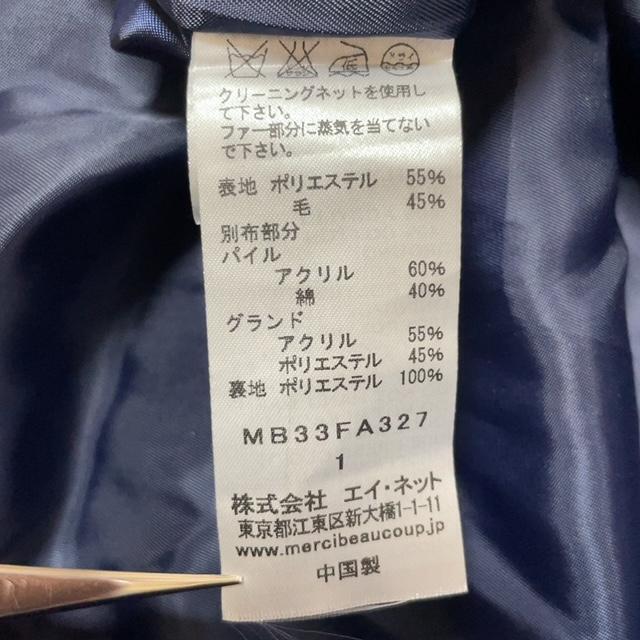 クリーニングネットを使用し
て下さい。
ファー部分に蒸気を当てない
で下さい。
表地 ポリエステル 55%
毛 45%
別布部分
パイル
アクリル 60%
綿 40%
グランド
アクリル 55%
ポリエステル 45%
裏地 ポリエステル 100%
MB33FA327
1
株式会社 エイ・ネット
東京都江東区新大橋1-1-11
www.mercibeaucoup.jp
中国製